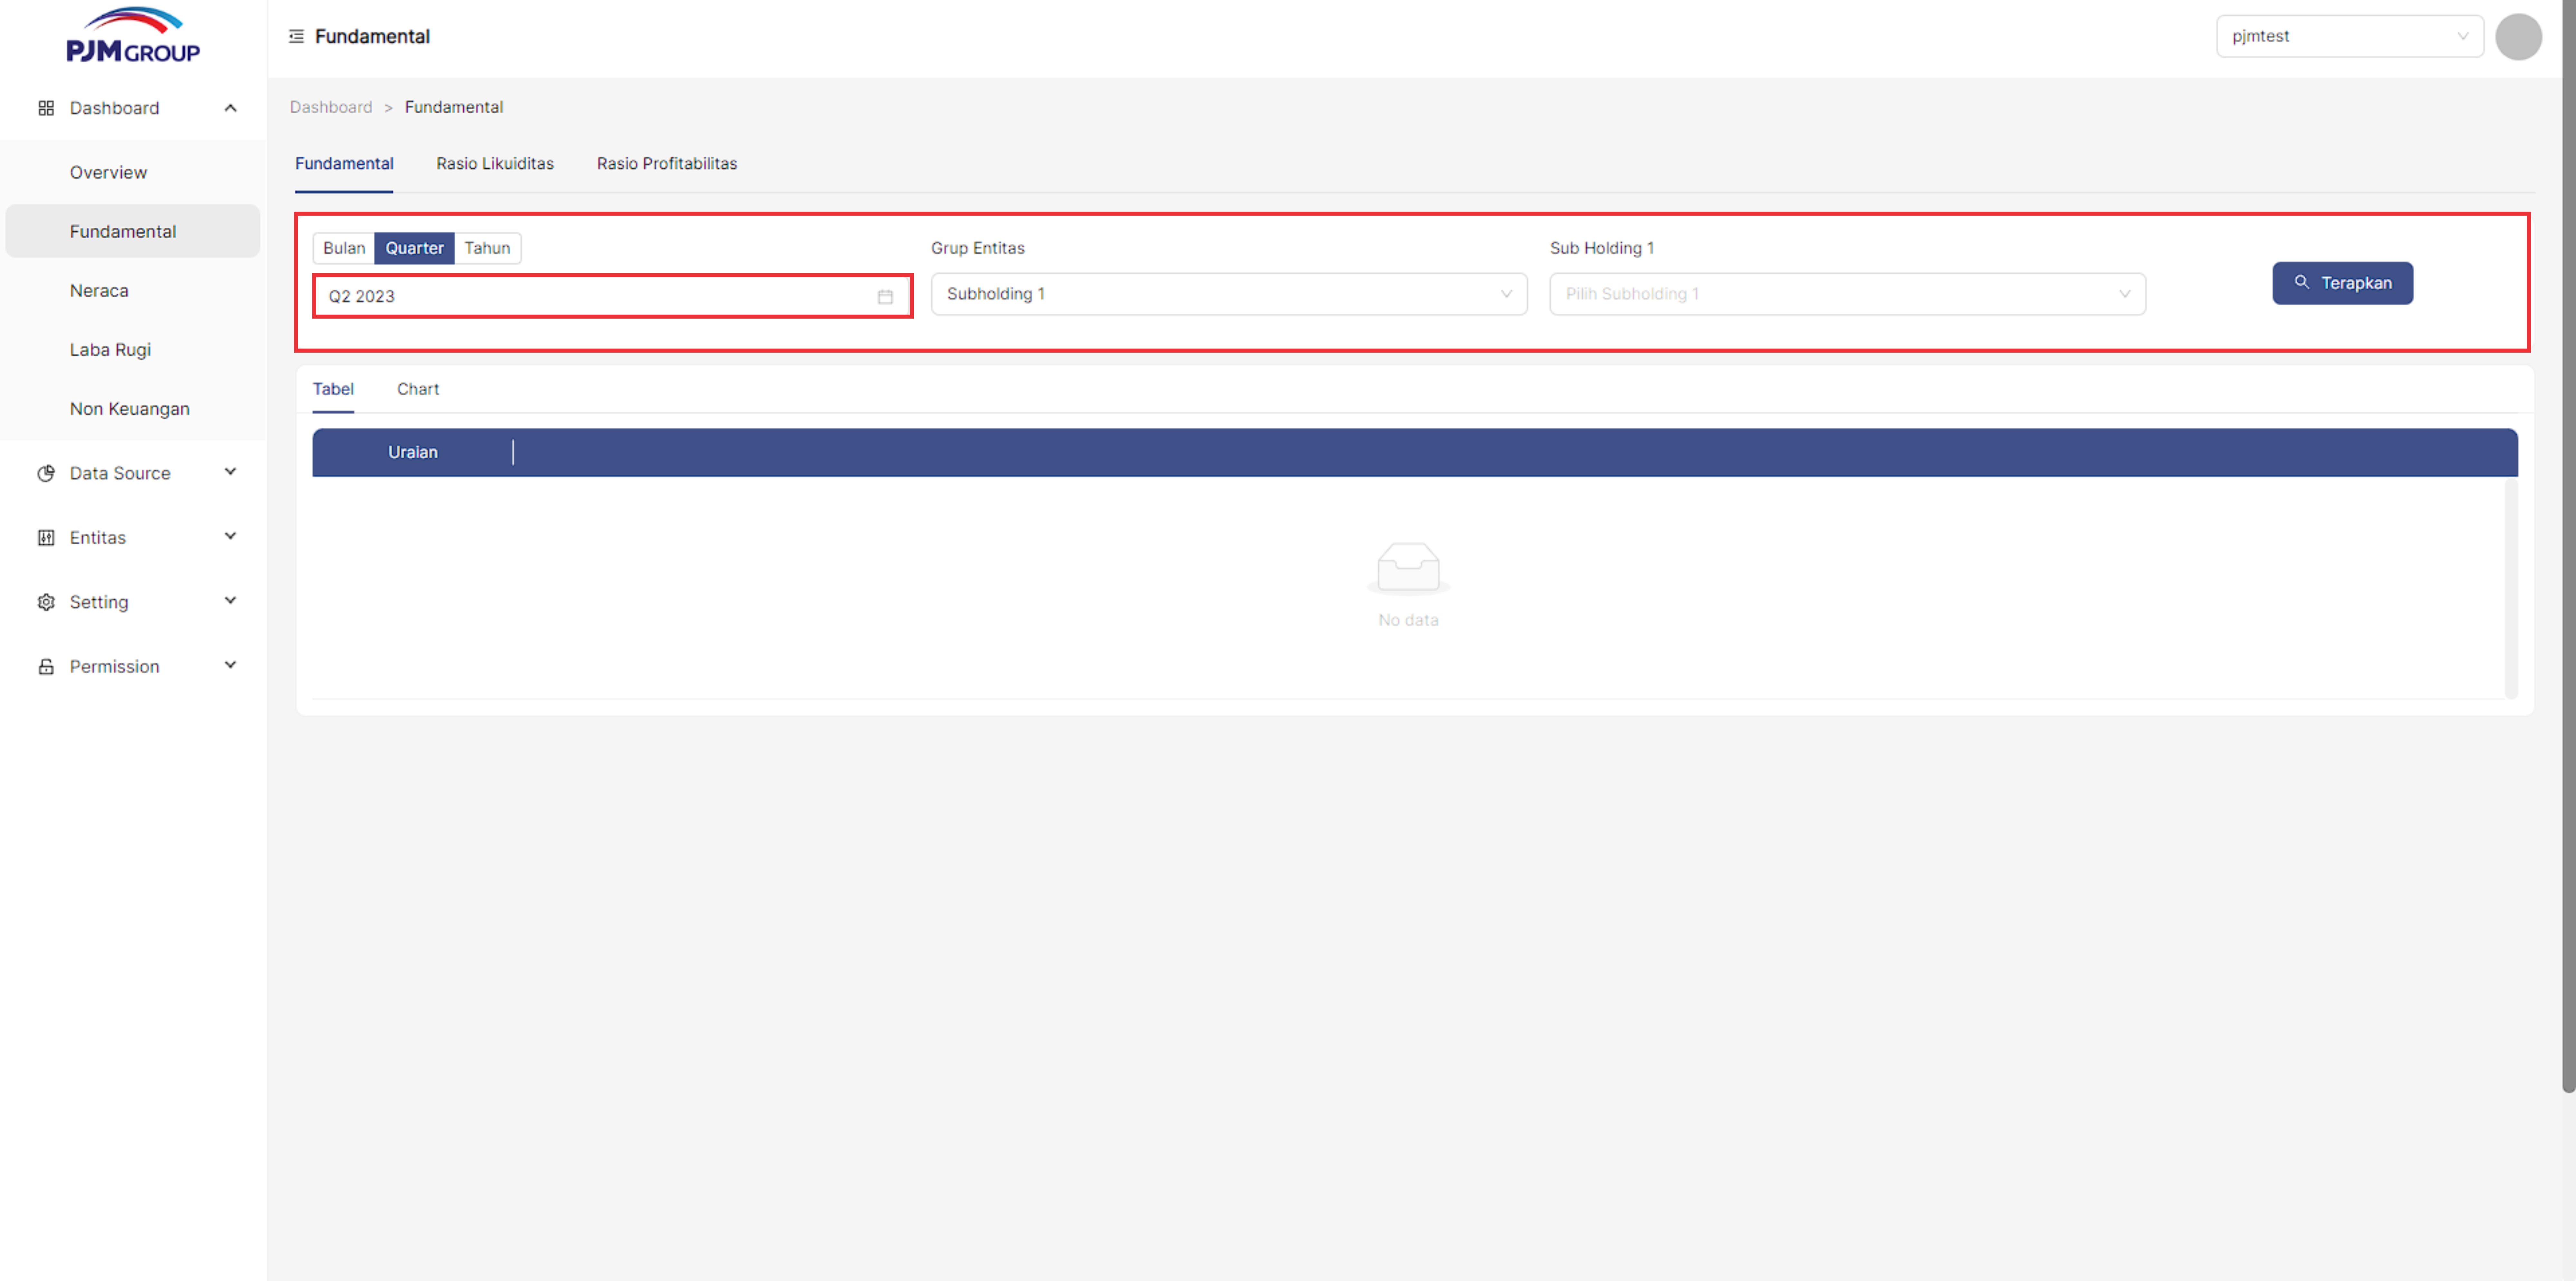 PJM GROUP
Fundamental
pjmtest
Dashboard
Overview
Fundamental
Neraca
Laba Rugi
Non Keuangan
Data Source
Entitas
Setting
Permission
Dashboard > Fundamental
Fundamental Rasio Likuiditas Rasio Profitabilitas
Bulan Quarter Tahun Grup Entitas Sub Holding 1
Q2 2023 Subholding 1 Pilih Subholding 1 Terapkan
Tabel Chart
Uraian
No data